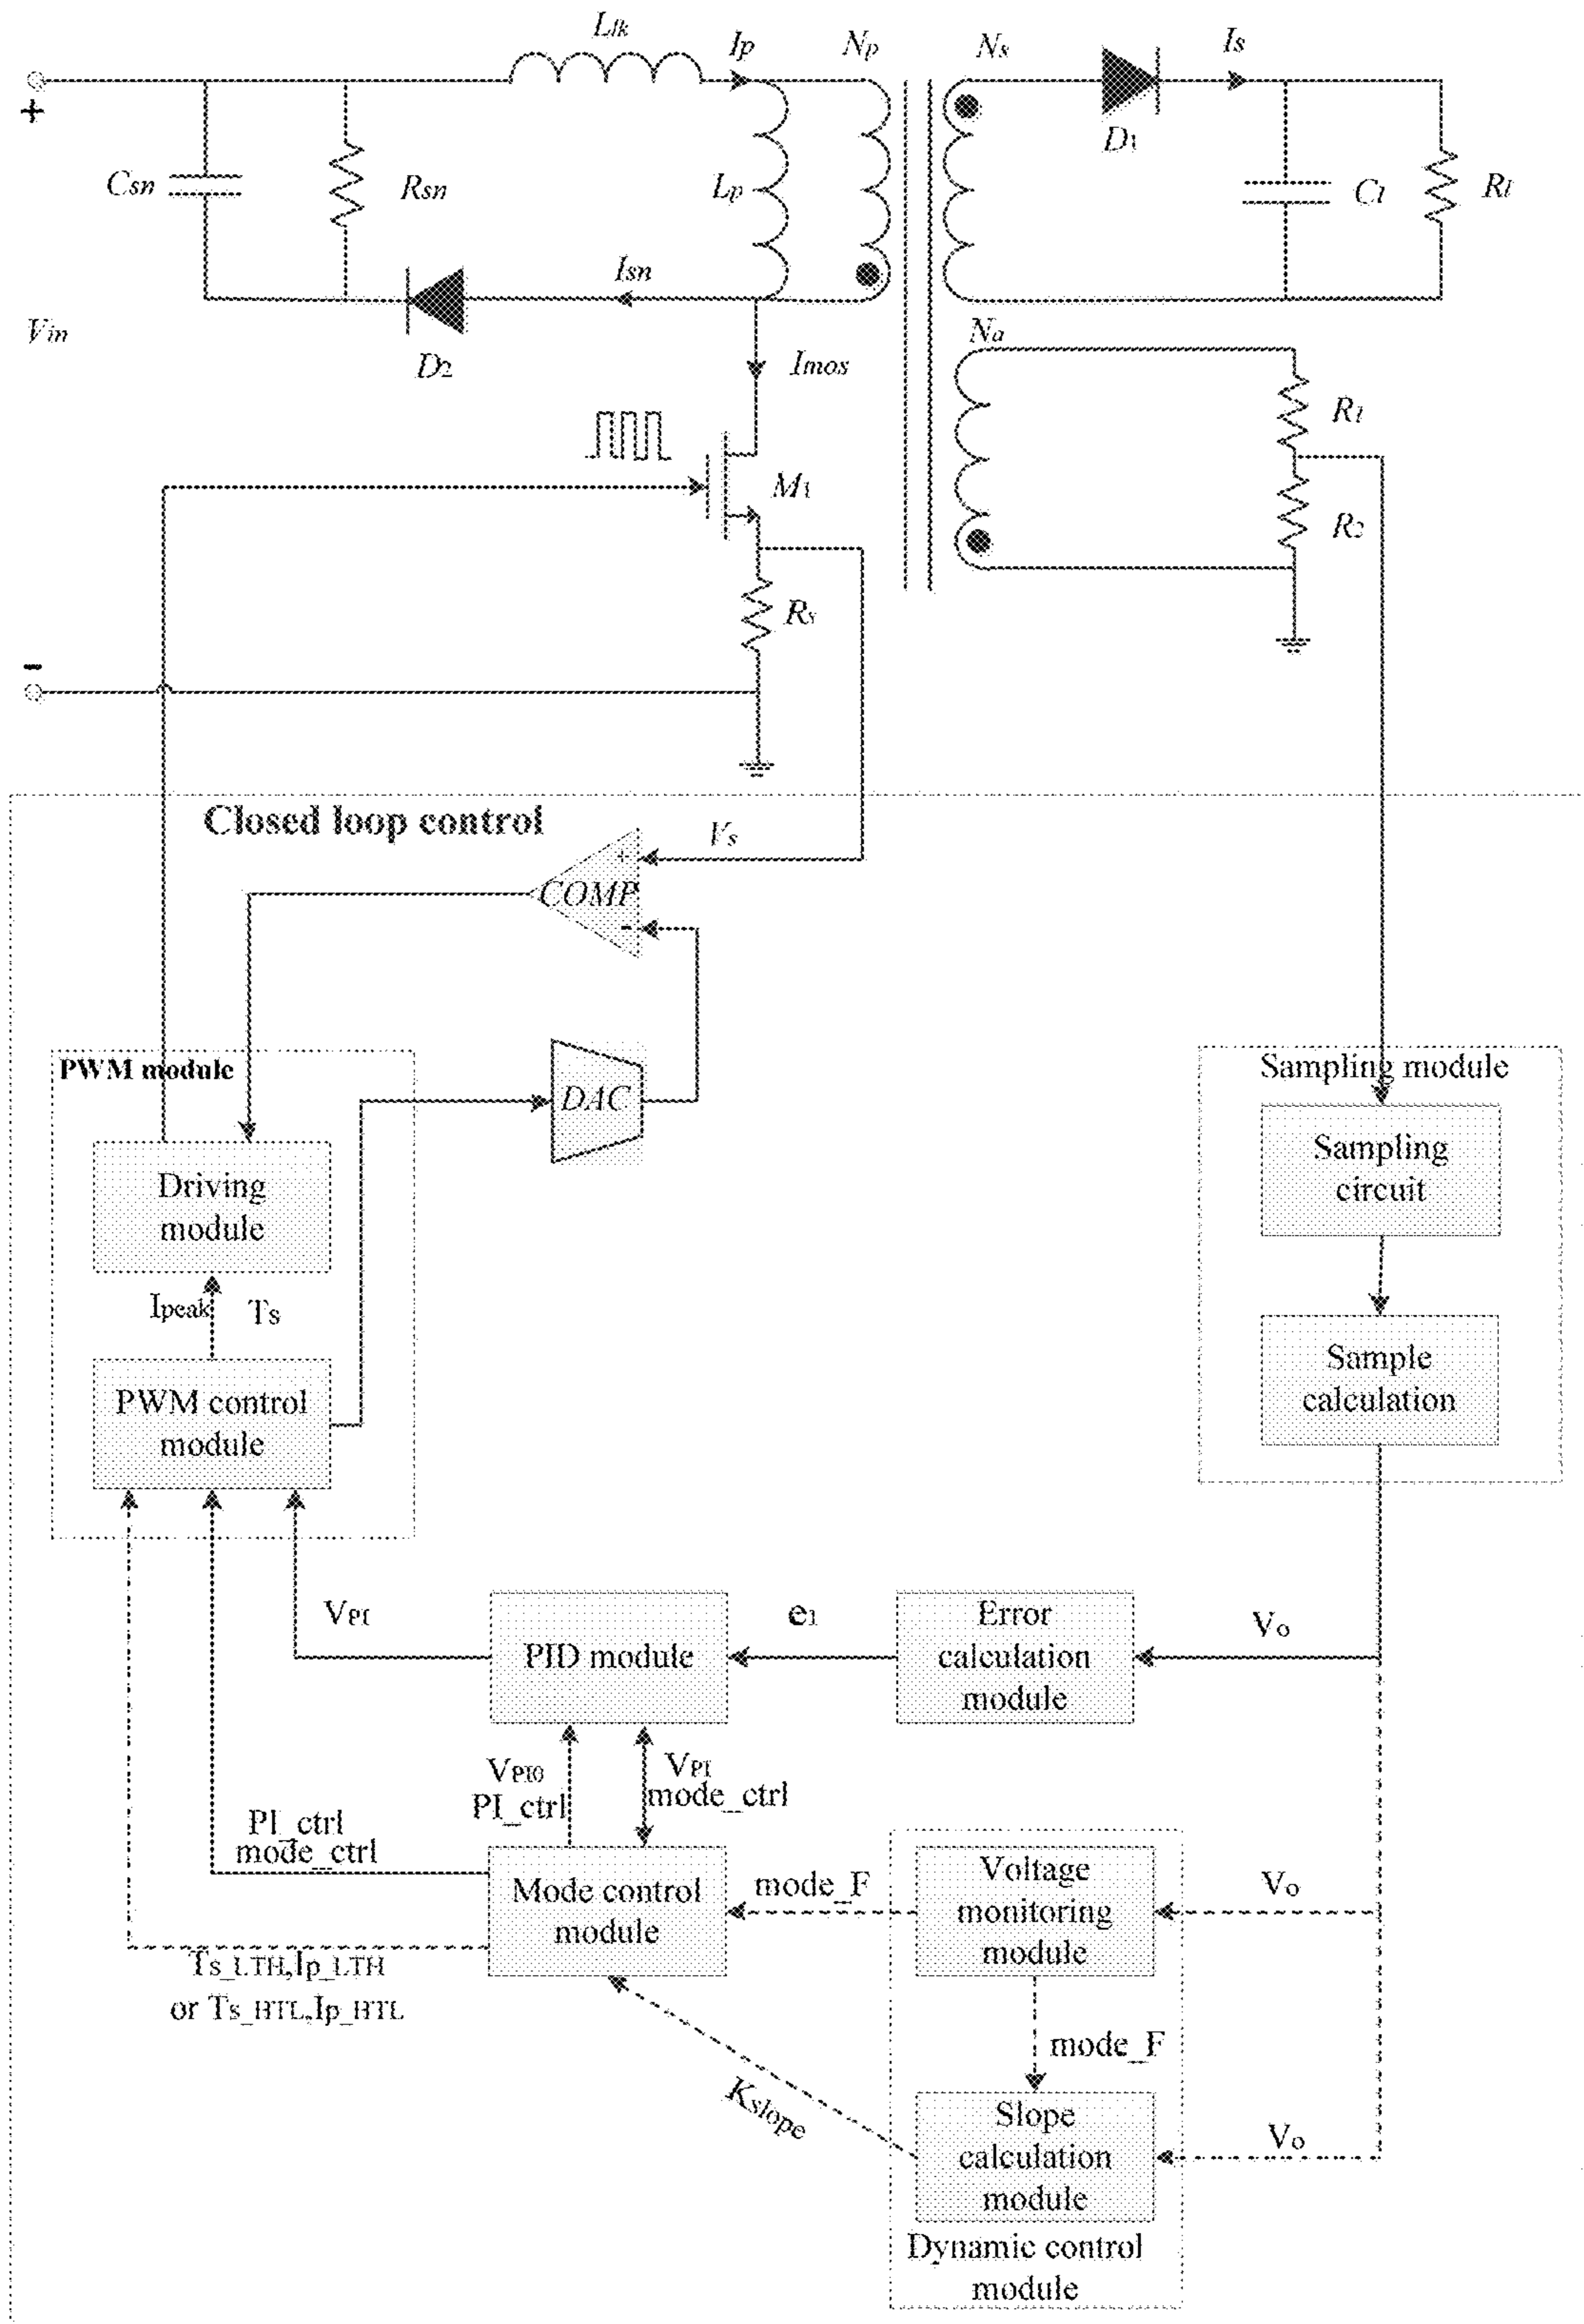 Llk
Ip
Np
Ns
Is
+
D1
Csn
Rsn
Lp
Cl
Rl
Isn
Vin
D2
Na
Imos
R1
M1
R2
Rs
-
Closed loop control
Vs
+
COMP
-
PWM module
DAC
Sampling module
Driving
module
Sampling
circuit
Ipeak
Ts
Sample
calculation
PWM control
module
VPI
PID module
e1
Error
calculation
module
Vo
VPI0
PI_ctrl
VPI
mode_ctrl
PI_ctrl
mode_ctrl
Mode control
module
mode_F
Voltage
monitoring
module
Vo
Ts_LTH,Ip_LTH
or Ts_HTL,Ip_HTL
mode_F
Kslope
Slope
calculation
module
Vo
Dynamic control
module